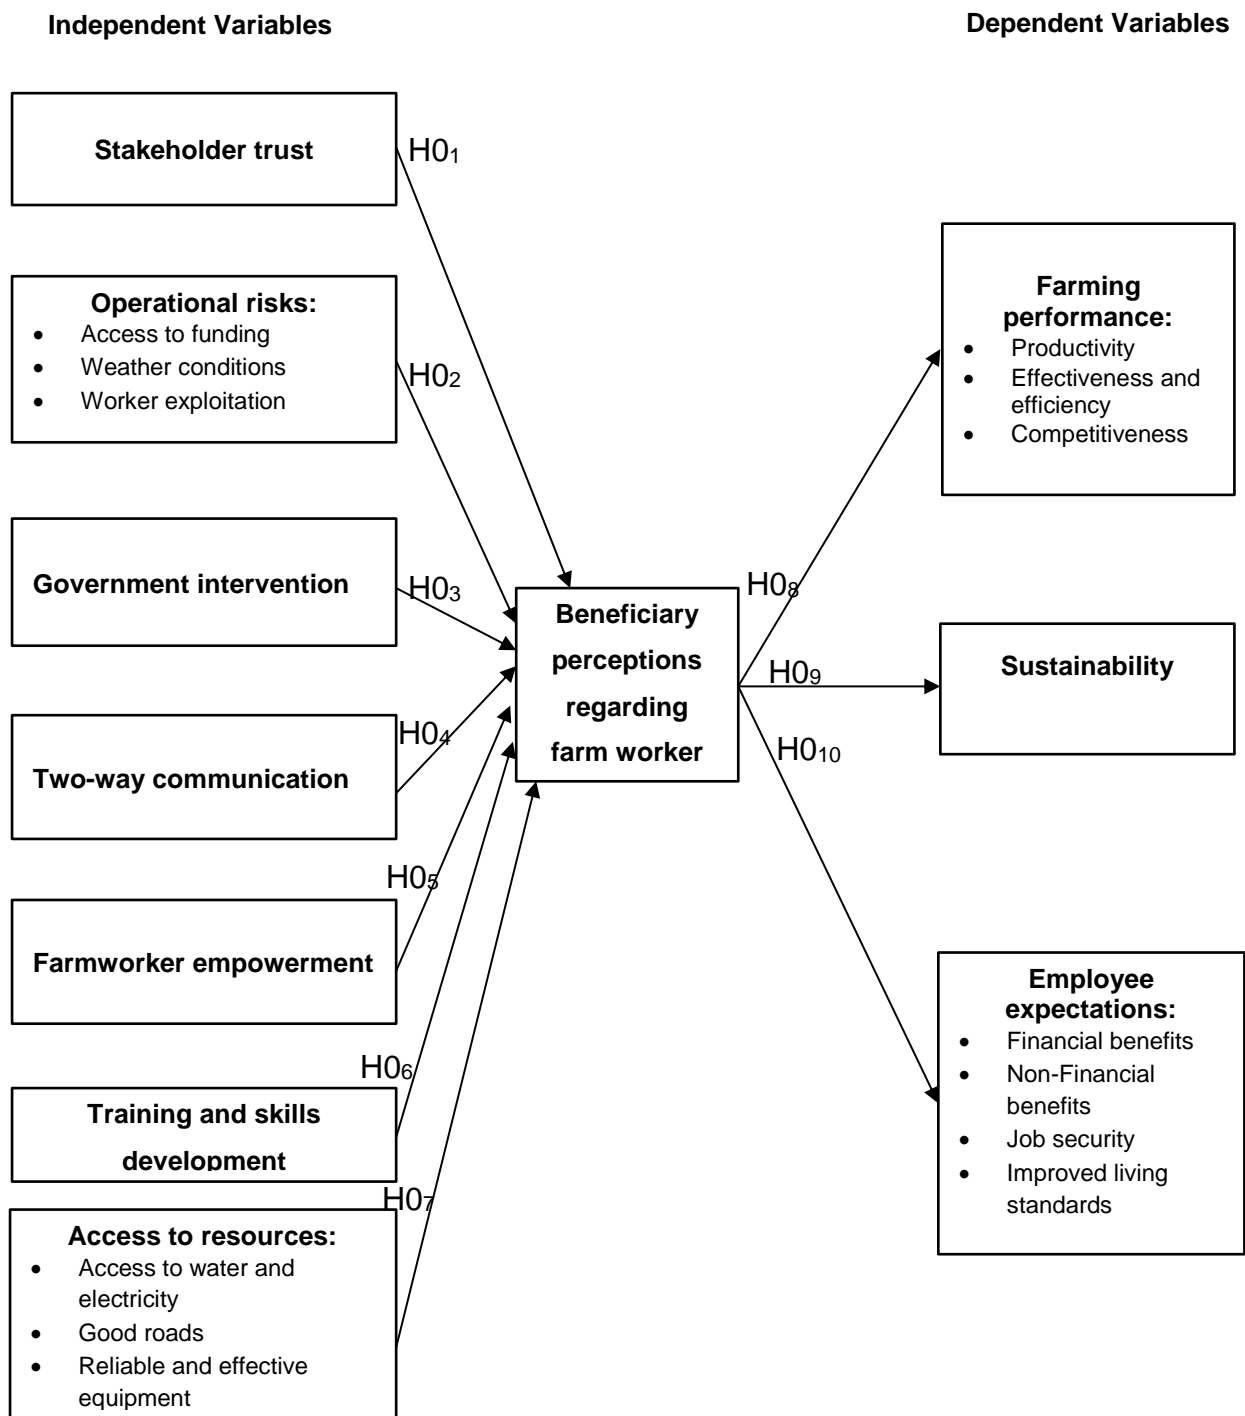 Independent Variables
Dependent Variables
Stakeholder trust
H0₁
Operational risks:
• Access to funding
• Weather conditions
• Worker exploitation
H0₂
Government intervention
H0₃
Two-way communication
H0₄
Farmworker empowerment
H0₅
Training and skills
development
H0₆
Access to resources:
• Access to water and
electricity
• Good roads
• Reliable and effective
equipment
H0₇
Beneficiary
perceptions
regarding
farm worker
H0₈
H0₉
H0₁₀
Farming
performance:
• Productivity
• Effectiveness and
efficiency
• Competitiveness
Sustainability
Employee
expectations:
• Financial benefits
• Non-Financial
benefits
• Job security
• Improved living
standards